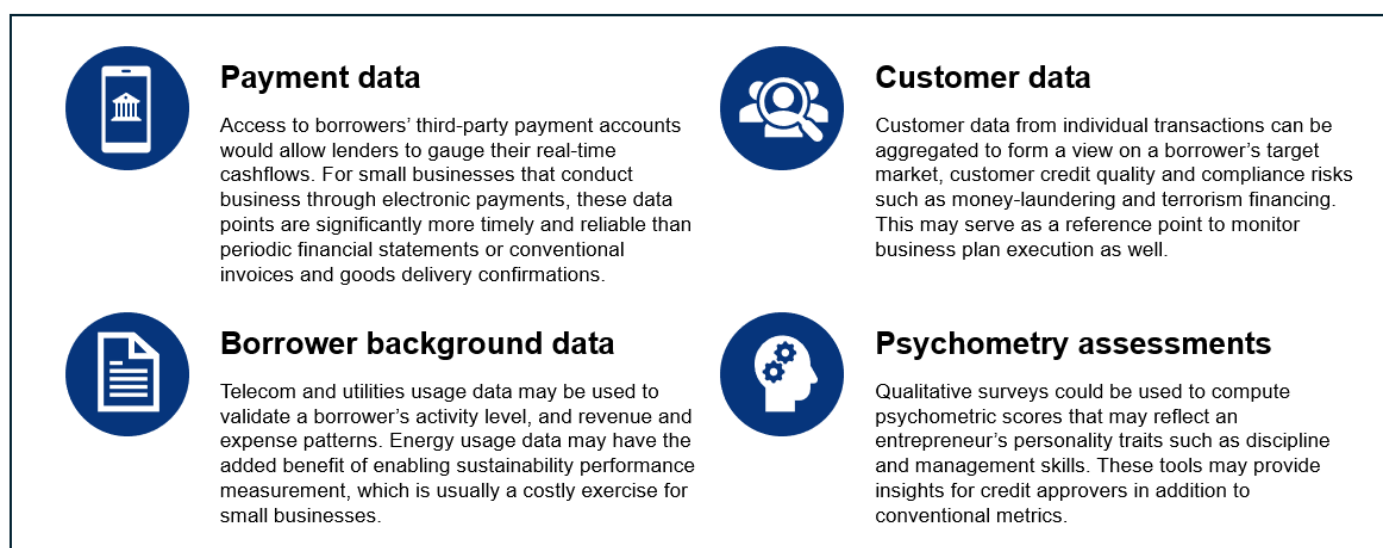 Payment data
Access to borrowers’ third-party payment accounts
would allow lenders to gauge their real-time
cashflows. For small businesses that conduct
business through electronic payments, these data
points are significantly more timely and reliable than
periodic financial statements or conventional
invoices and goods delivery confirmations.
Customer data
Customer data from individual transactions can be
aggregated to form a view on a borrower’s target
market, customer credit quality and compliance risks
such as money-laundering and terrorism financing.
This may serve as a reference point to monitor
business plan execution as well.
Borrower background data
Telecom and utilities usage data may be used to
validate a borrower’s activity level, and revenue and
expense patterns. Energy usage data may have the
added benefit of enabling sustainability performance
measurement, which is usually a costly exercise for
small businesses.
Psychometry assessments
Qualitative surveys could be used to compute
psychometric scores that may reflect an
entrepreneur’s personality traits such as discipline
and management skills. These tools may provide
insights for credit approvers in addition to
conventional metrics.